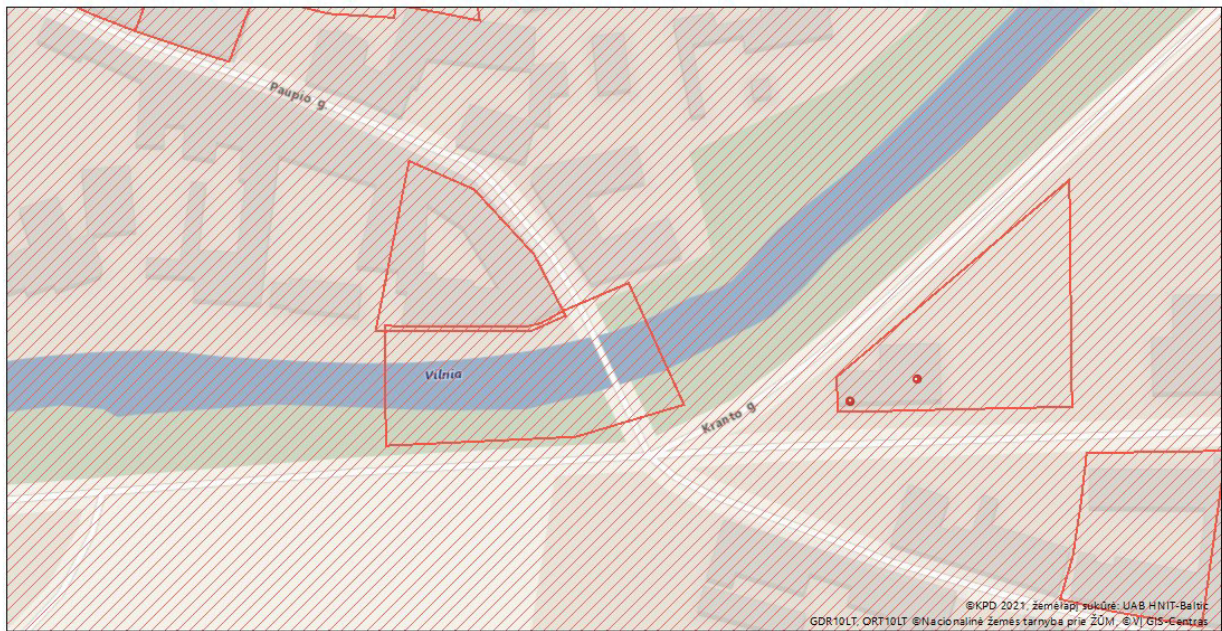 Paupio g.
Vilnia
Kranto g.
©KPD 2021, žemėlapį sukūrė: UAB HNIT-Baltic
GDR10LT, ORT10LT ©Nacionalinė žemės tarnyba prie ŽŪM, ©VĮ GIS-Centras